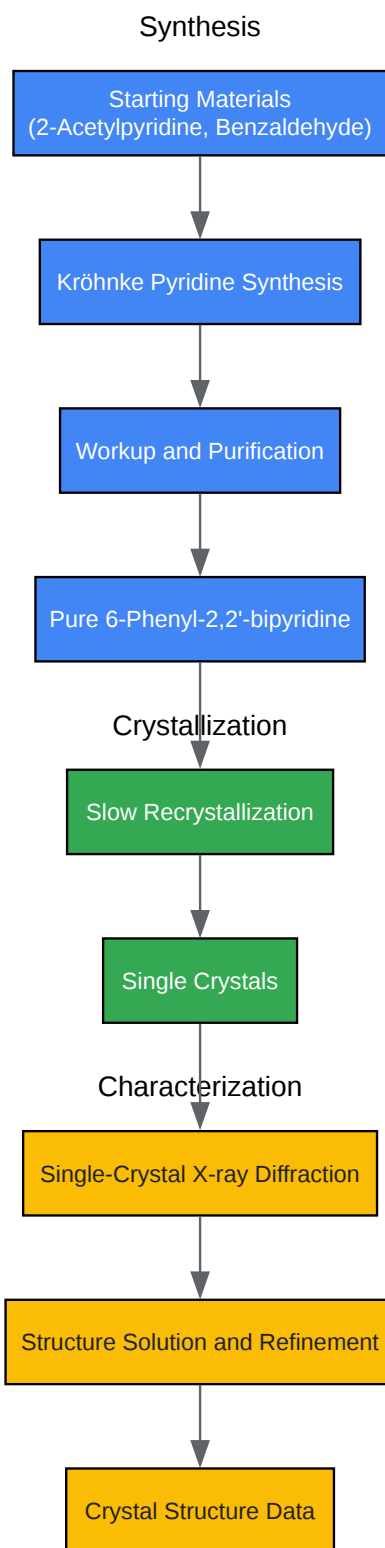 Synthesis
Starting Materials
(2-Acetylpyridine, Benzaldehyde)
Kröhnke Pyridine Synthesis
Workup and Purification
Pure 6-Phenyl-2,2'-bipyridine
Crystallization
Slow Recrystallization
Single Crystals
Characterization
Single-Crystal X-ray Diffraction
Structure Solution and Refinement
Crystal Structure Data